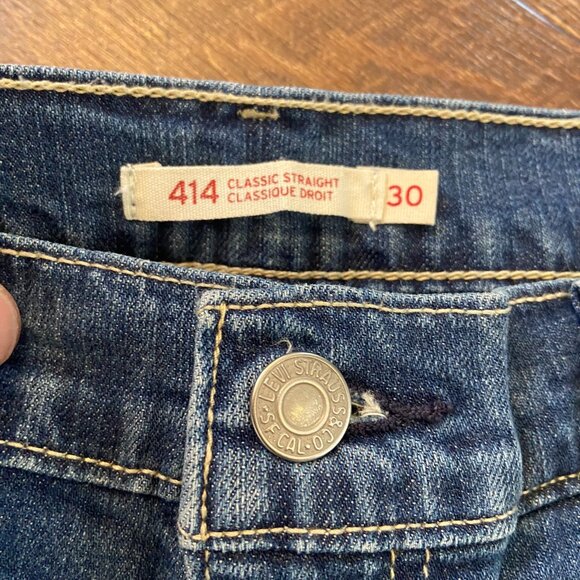 414 CLASSIC STRAIGHT 30
CLASSIQUE DROIT
LEVI STRAUSS & CO.
S.F. CAL.